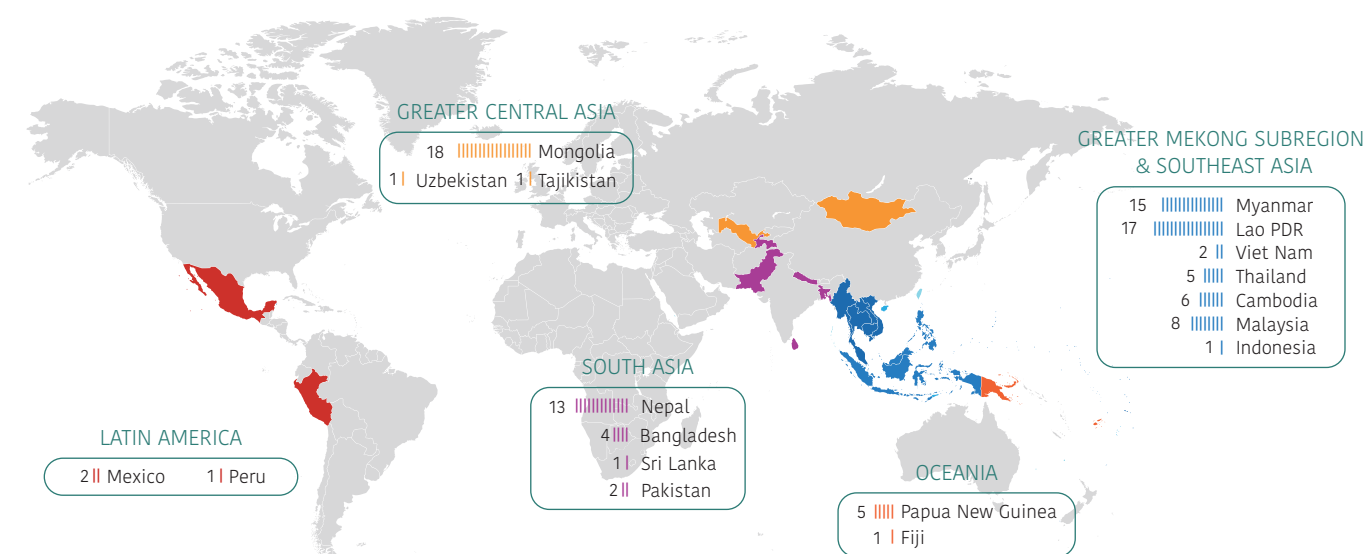 GREATER CENTRAL ASIA
18 Mongolia
1 Uzbekistan 1 Tajikistan
GREATER MEKONG SUBREGION
& SOUTHEAST ASIA
15 Myanmar
17 Lao PDR
2 Viet Nam
5 Thailand
6 Cambodia
8 Malaysia
1 Indonesia
SOUTH ASIA
13 Nepal
4 Bangladesh
1 Sri Lanka
2 Pakistan
LATIN AMERICA
2 Mexico 1 Peru
OCEANIA
5 Papua New Guinea
1 Fiji